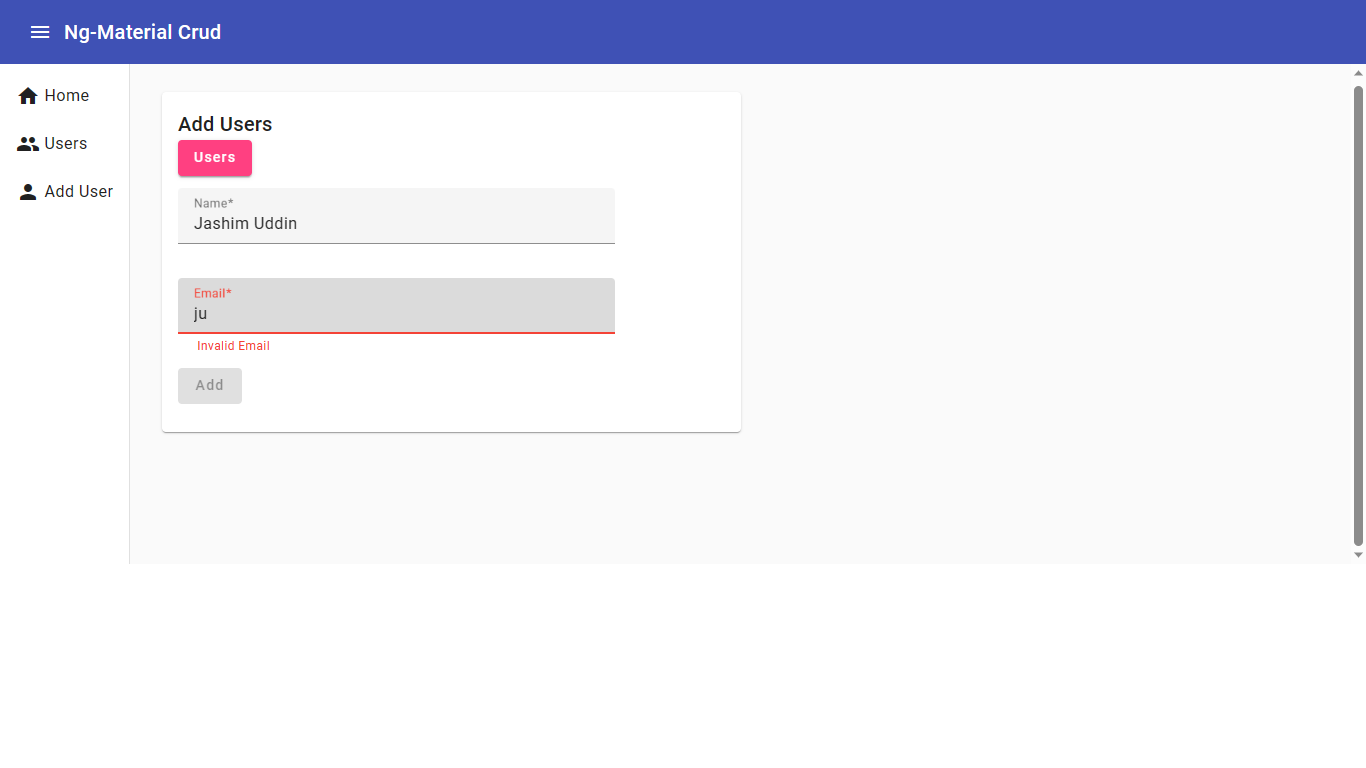 Ng-Material Crud
Home
Users
Add User
Add Users
Users
Name*
Jashim Uddin
Email*
ju
Invalid Email
Add